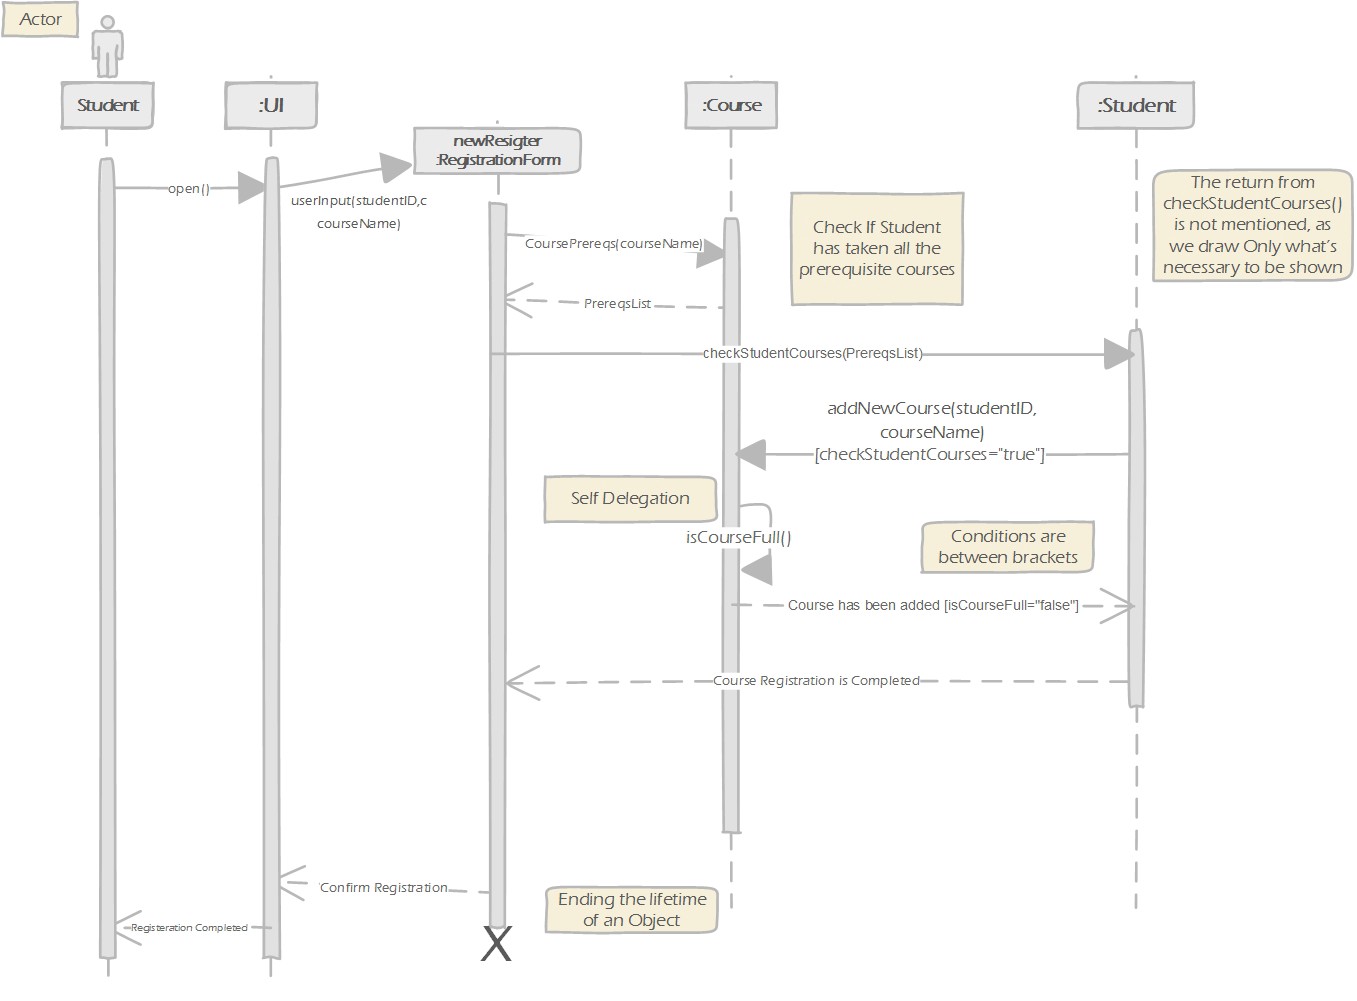 Actor
Student
:UI
newResigter
:RegistrationForm
:Course
:Student
open()
userInput(studentID,c
courseName)
CoursePrereqs(courseName)
Check If Student
has taken all the
prerequisite courses
The return from
checkStudentCourses()
is not mentioned, as
we draw Only what's
necessary to be shown
PrereqsList
checkStudentCourses(PrereqsList)
addNewCourse(studentID,
courseName)
[checkStudentCourses="true"]
Self Delegation
isCourseFull()
Conditions are
between brackets
Course has been added [isCourseFull="false"]
Course Registration is Completed
Confirm Registration
Ending the lifetime
of an Object
Registeration Completed
X